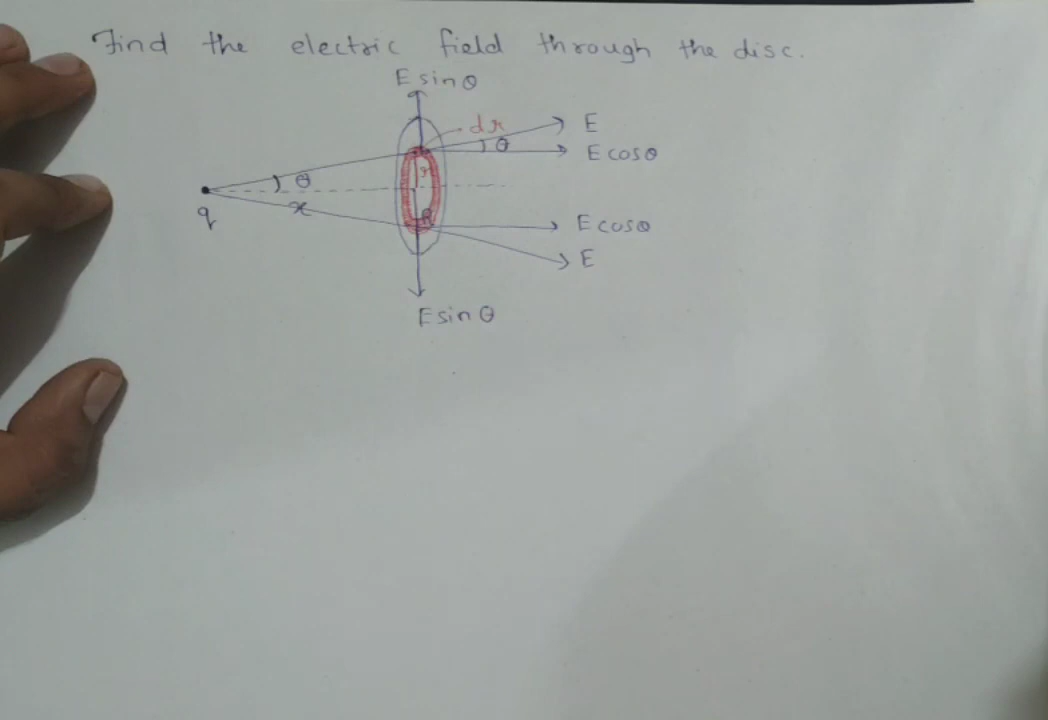 Find the electric field through the disc.
E sin θ
dr
E
θ
E cos θ
r
θ
x
q
R
E cos θ
E
E sin θ